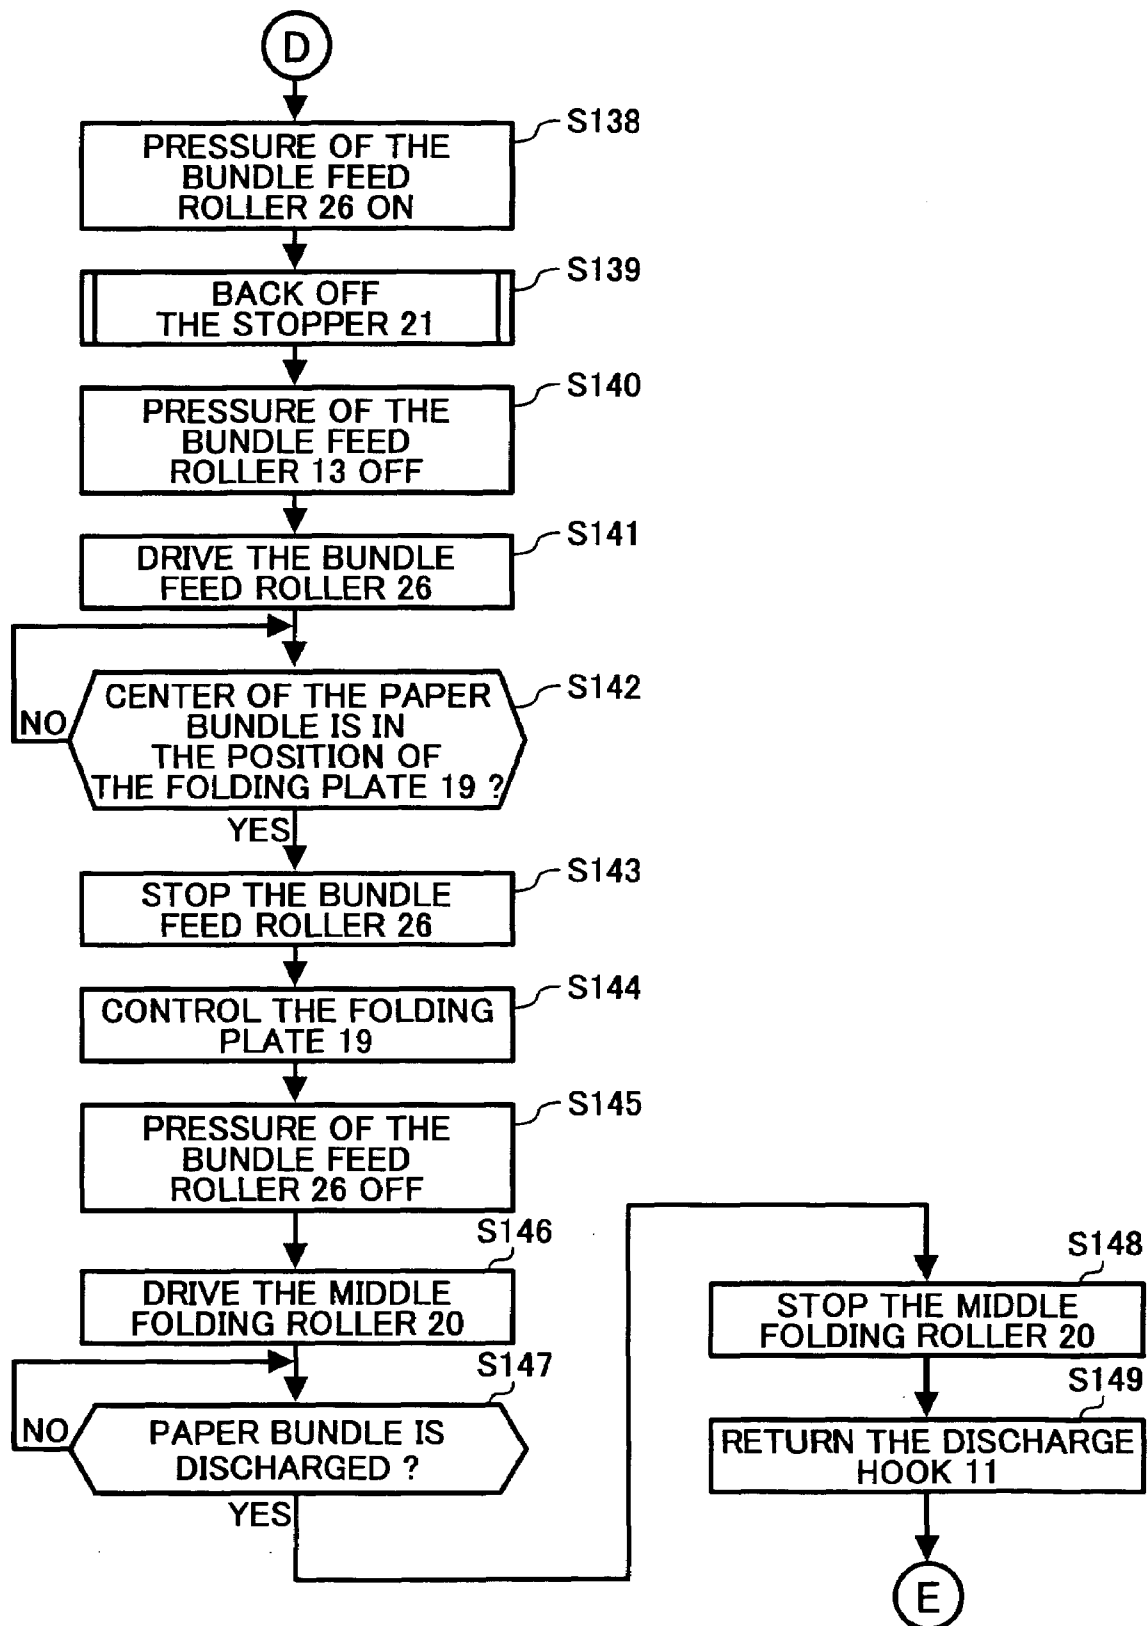 D
S138
PRESSURE OF THE
BUNDLE FEED
ROLLER 26 ON
S139
BACK OFF
THE STOPPER 21
S140
PRESSURE OF THE
BUNDLE FEED
ROLLER 13 OFF
S141
DRIVE THE BUNDLE
FEED ROLLER 26
S142
CENTER OF THE PAPER
BUNDLE IS IN
THE POSITION OF
THE FOLDING PLATE 19 ?
NO
YES
S143
STOP THE BUNDLE
FEED ROLLER 26
S144
CONTROL THE FOLDING
PLATE 19
S145
PRESSURE OF THE
BUNDLE FEED
ROLLER 26 OFF
S146
DRIVE THE MIDDLE
FOLDING ROLLER 20
S147
PAPER BUNDLE IS
DISCHARGED ?
NO
YES
S148
STOP THE MIDDLE
FOLDING ROLLER 20
S149
RETURN THE DISCHARGE
HOOK 11
E